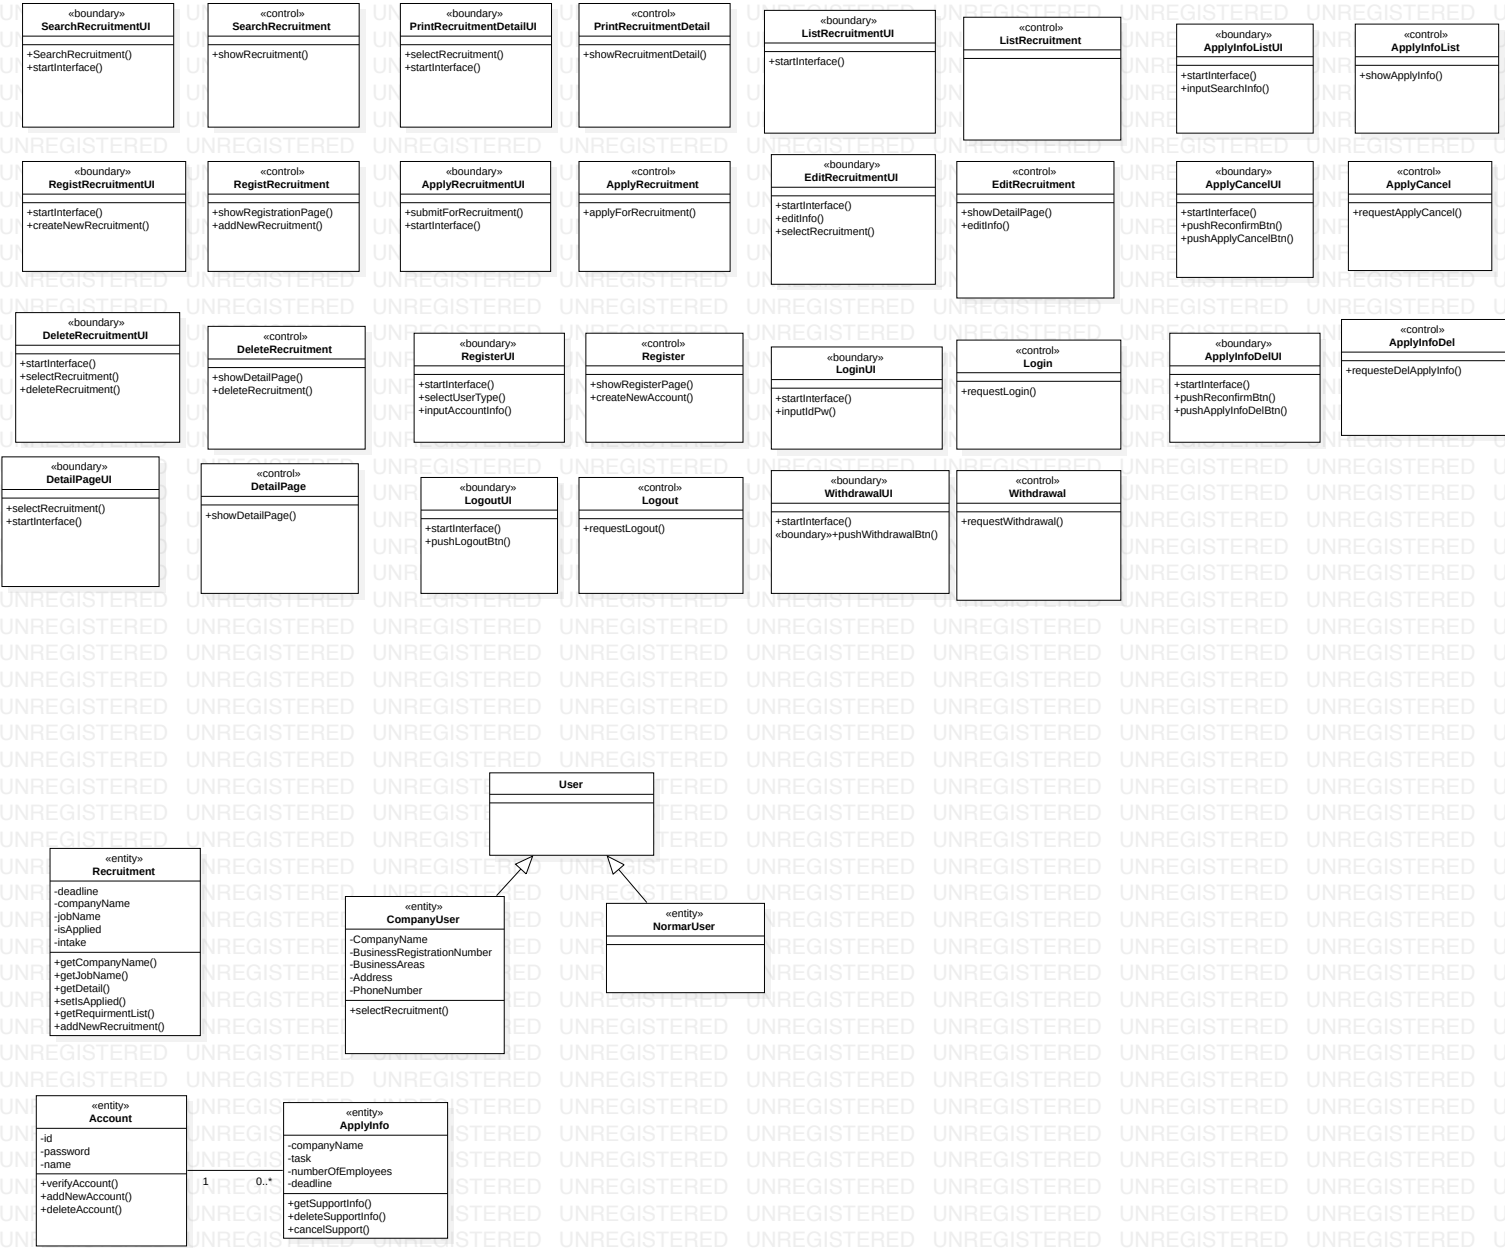 «boundary»
SearchRecruitmentUI
+SearchRecruitment()
+startInterface()
«control»
SearchRecruitment
+showRecruitment()
«boundary»
PrintRecruitmentDetailUI
+selectRecruitment()
+startInterface()
«control»
PrintRecruitmentDetail
+showRecruitmentDetail()
«boundary»
ListRecruitmentUI
+startInterface()
«control»
ListRecruitment
«boundary»
ApplyInfoListUI
+startInterface()
+inputSearchInfo()
«control»
ApplyInfoList
+showApplyInfo()
«boundary»
RegistRecruitmentUI
+startInterface()
+createNewRecruitment()
«control»
RegistRecruitment
+showRegistrationPage()
+addNewRecruitment()
«boundary»
ApplyRecruitmentUI
+submitForRecruitment()
+startInterface()
«control»
ApplyRecruitment
+applyForRecruitment()
«boundary»
EditRecruitmentUI
+startInterface()
+editInfo()
+selectRecruitment()
«control»
EditRecruitment
+showDetailPage()
+editInfo()
«boundary»
ApplyCancelUI
+startInterface()
+pushReconfirmBtn()
+pushApplyCancelBtn()
«control»
ApplyCancel
+requestApplyCancel()
«boundary»
DeleteRecruitmentUI
+startInterface()
+selectRecruitment()
+deleteRecruitment()
«control»
DeleteRecruitment
+showDetailPage()
+deleteRecruitment()
«boundary»
RegisterUI
+startInterface()
+selectUserType()
+inputAccountInfo()
«control»
Register
+showRegisterPage()
+createNewAccount()
«boundary»
LoginUI
+startInterface()
+inputIdPw()
«control»
Login
+requestLogin()
«boundary»
ApplyInfoDelUI
+startInterface()
+pushReconfirmBtn()
+pushApplyInfoDelBtn()
«control»
ApplyInfoDel
+requesteDelApplyInfo()
«boundary»
DetailPageUI
+selectRecruitment()
+startInterface()
«control»
DetailPage
+showDetailPage()
«boundary»
LogoutUI
+startInterface()
+pushLogoutBtn()
«control»
Logout
+requestLogout()
«boundary»
WithdrawalUI
+startInterface()
«boundary»+pushWithdrawalBtn()
«control»
Withdrawal
+requestWithdrawal()
User
«entity»
Recruitment
-deadline
-companyName
-jobName
-isApplied
-intake
+getCompanyName()
+getJobName()
+getDetail()
+setIsApplied()
+getRequirmentList()
+addNewRecruitment()
«entity»
CompanyUser
-CompanyName
-BusinessRegistrationNumber
-BusinessAreas
-Address
-PhoneNumber
+selectRecruitment()
«entity»
NormarUser
«entity»
Account
-id
-password
-name
+verifyAccount()
+addNewAccount()
+deleteAccount()
1
0..*
«entity»
ApplyInfo
-companyName
-task
-numberOfEmployees
-deadline
+getSupportInfo()
+deleteSupportInfo()
+cancelSupport()
UNREGISTERED